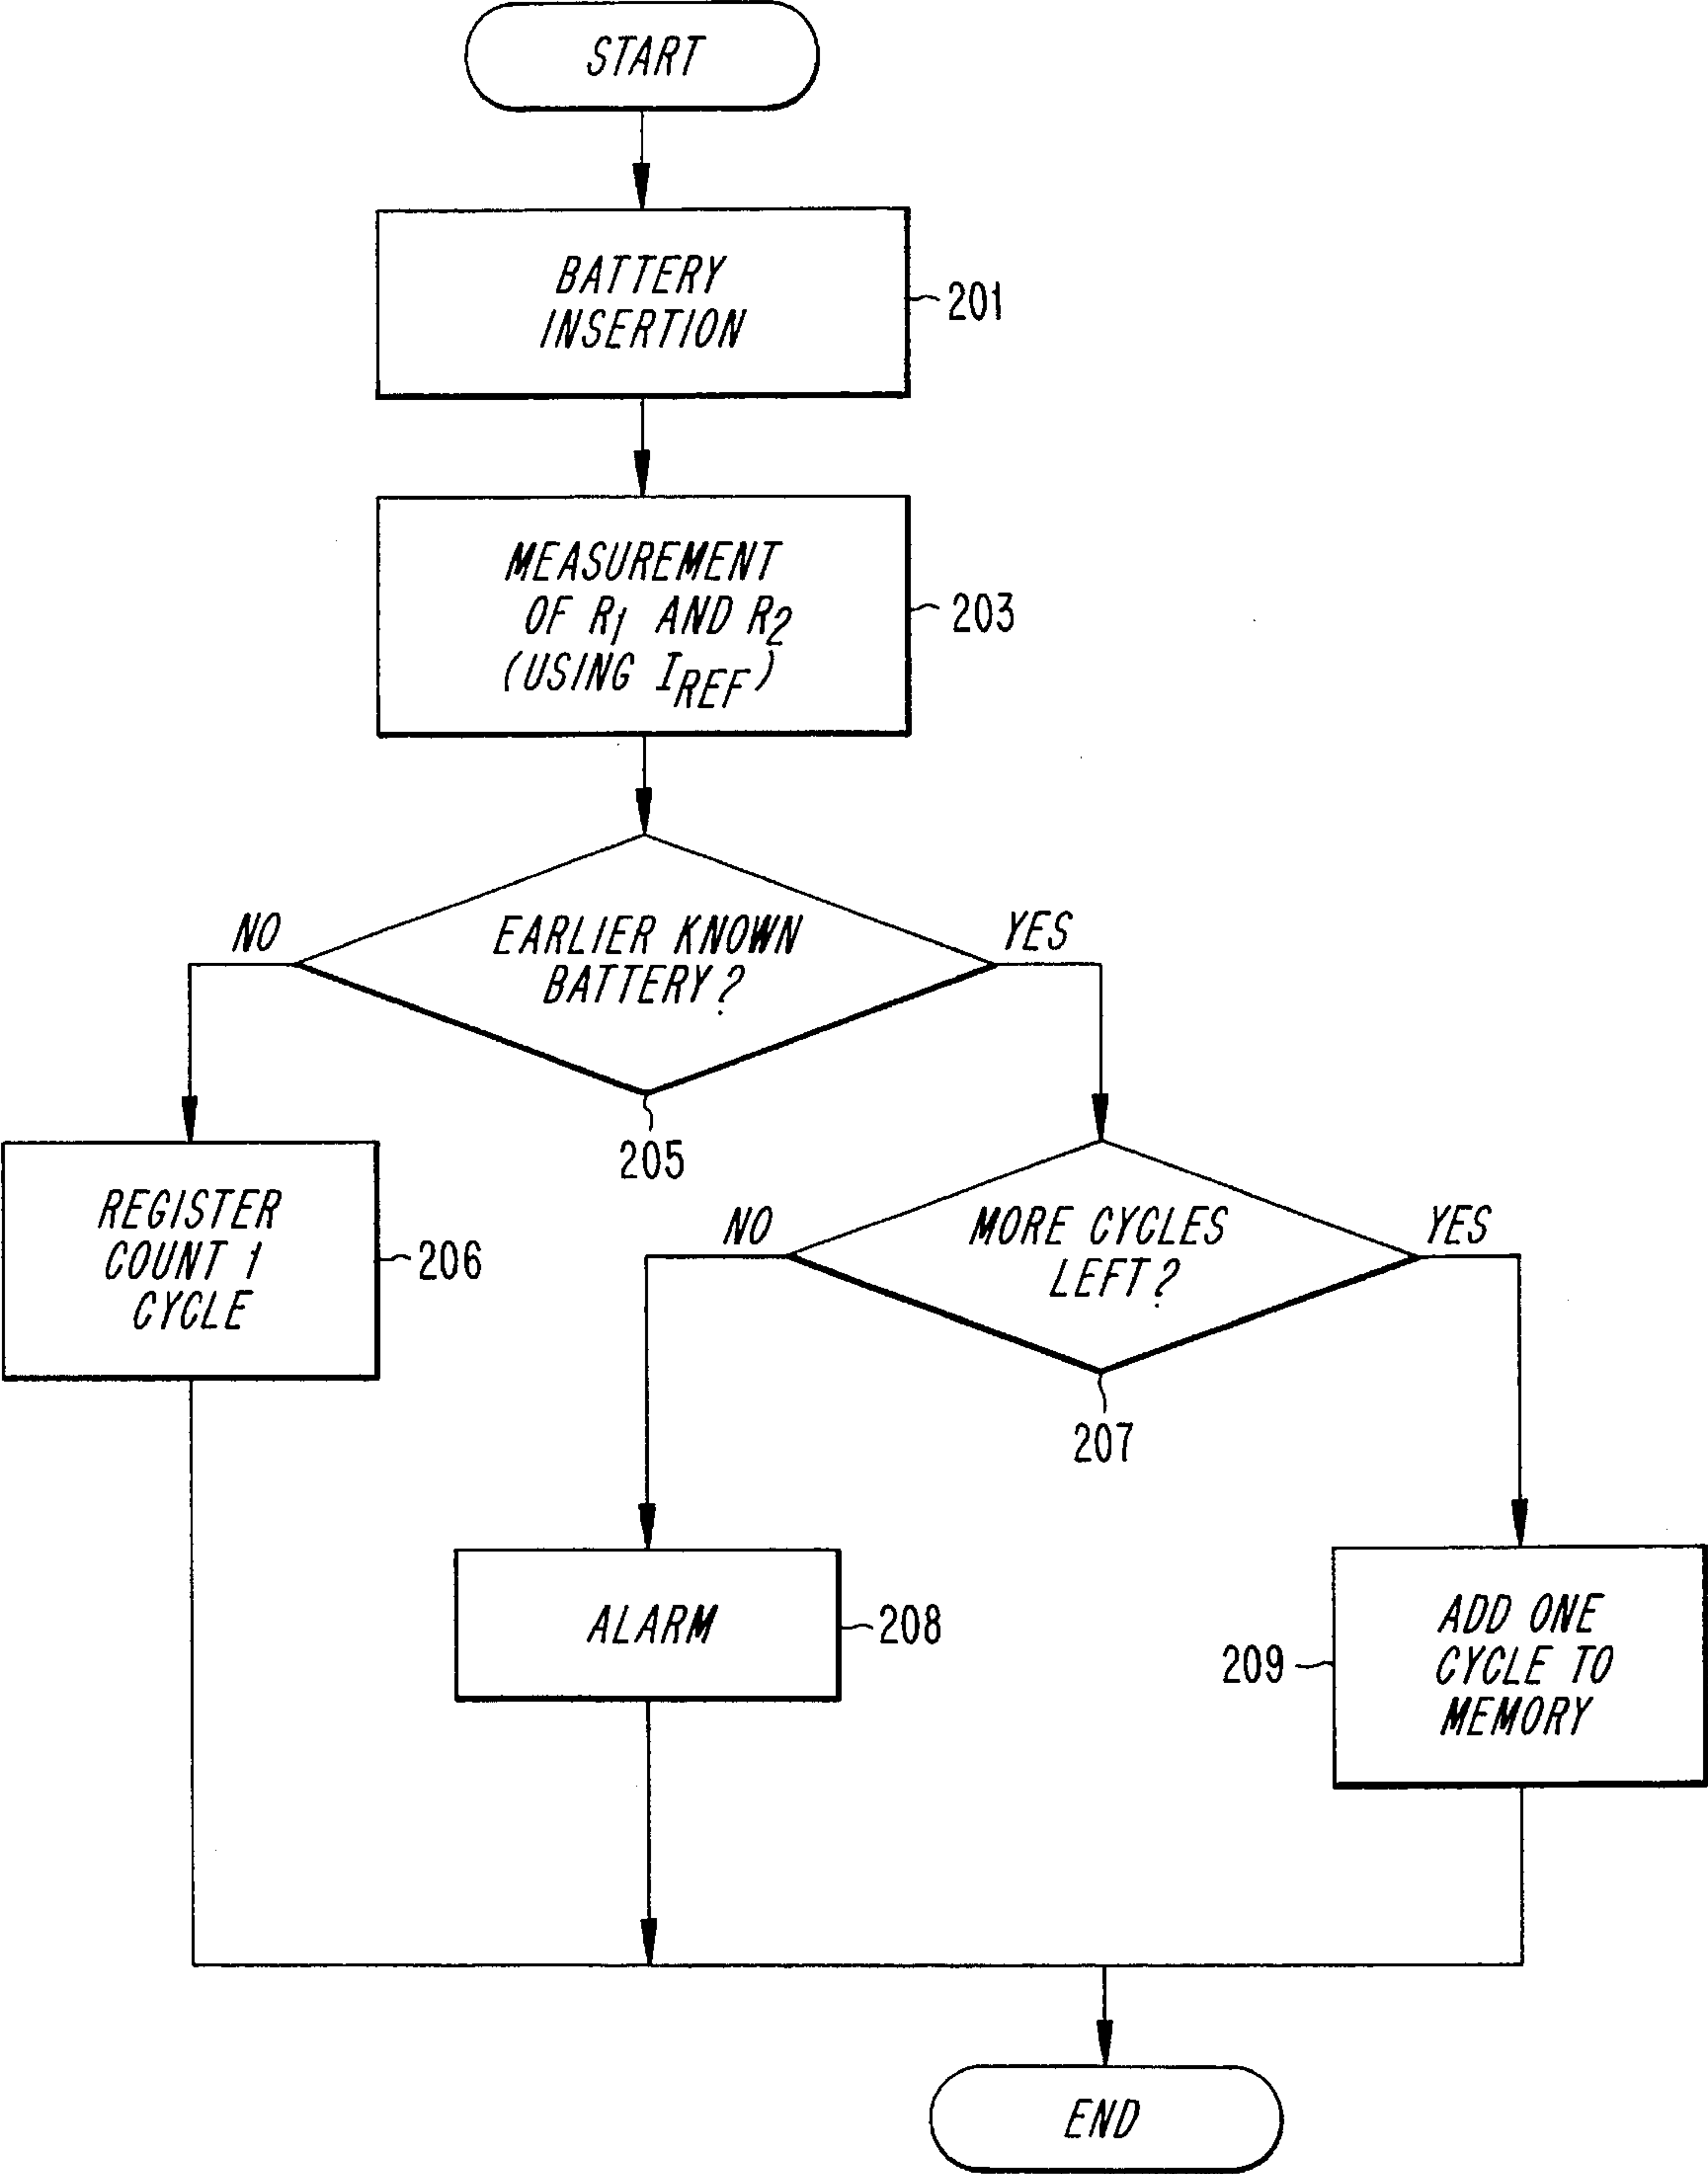 START
BATTERY
INSERTION
201
MEASUREMENT
OF R1 AND R2
(USING IREF)
203
NO
EARLIER KNOWN
BATTERY?
YES
205
REGISTER
COUNT 1
CYCLE
206
NO
MORE CYCLES
LEFT?
YES
207
ALARM
208
209
ADD ONE
CYCLE TO
MEMORY
END